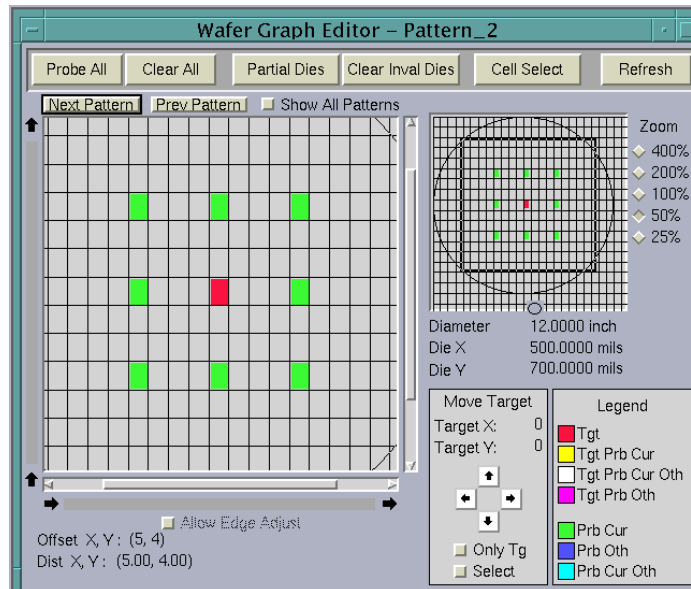 Wafer Graph Editor – Pattern_2
Probe All Clear All Partial Dies Clear Inval Dies Cell Select Refresh
Next Pattern Prev Pattern Show All Patterns
Zoom
400%
200%
100%
50%
25%
Diameter 12.0000 inch
Die X 500.0000 mils
Die Y 700.0000 mils
Move Target
Target X: 0
Target Y: 0
Only Tg
Select
Legend
Tgt
Tgt Prb Cur
Tgt Prb Cur Oth
Tgt Prb Oth
Prb Cur
Prb Oth
Prb Cur Oth
Allow Edge Adjust
Offset X, Y : (5, 4)
Dist X, Y : (5.00, 4.00)